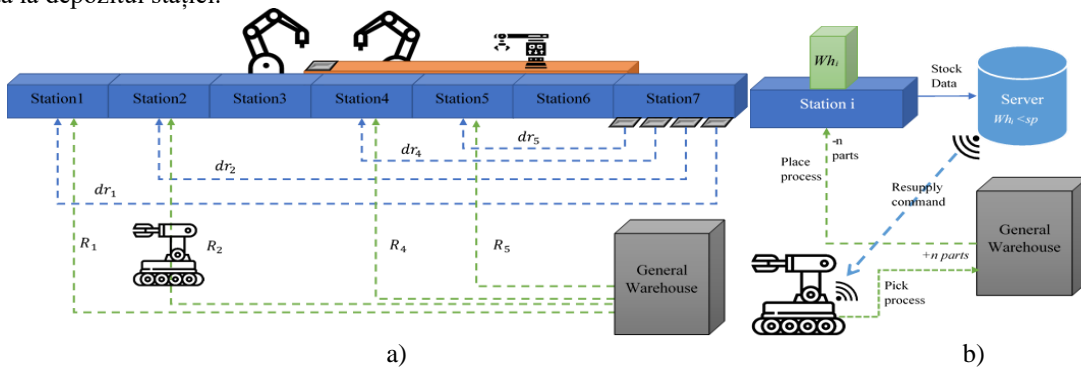 la depozitul stației.
Station1
Station2
Station3
Station4
Station5
Station6
Station7
dr₅
dr₄
dr₂
dr₁
R₁
R₂
R₄
R₅
General
Warehouse
a)
Whᵢ
Station i
Stock
Data
Server
Whᵢ <sp
-n
parts
Place
process
Resupply
command
General
Warehouse
+n parts
Pick
process
b)